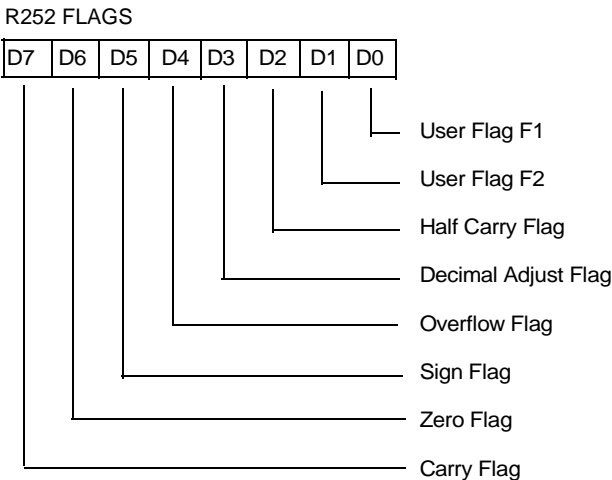 R252 FLAGS
D7 D6 D5 D4 D3 D2 D1 D0
User Flag F1
User Flag F2
Half Carry Flag
Decimal Adjust Flag
Overflow Flag
Sign Flag
Zero Flag
Carry Flag